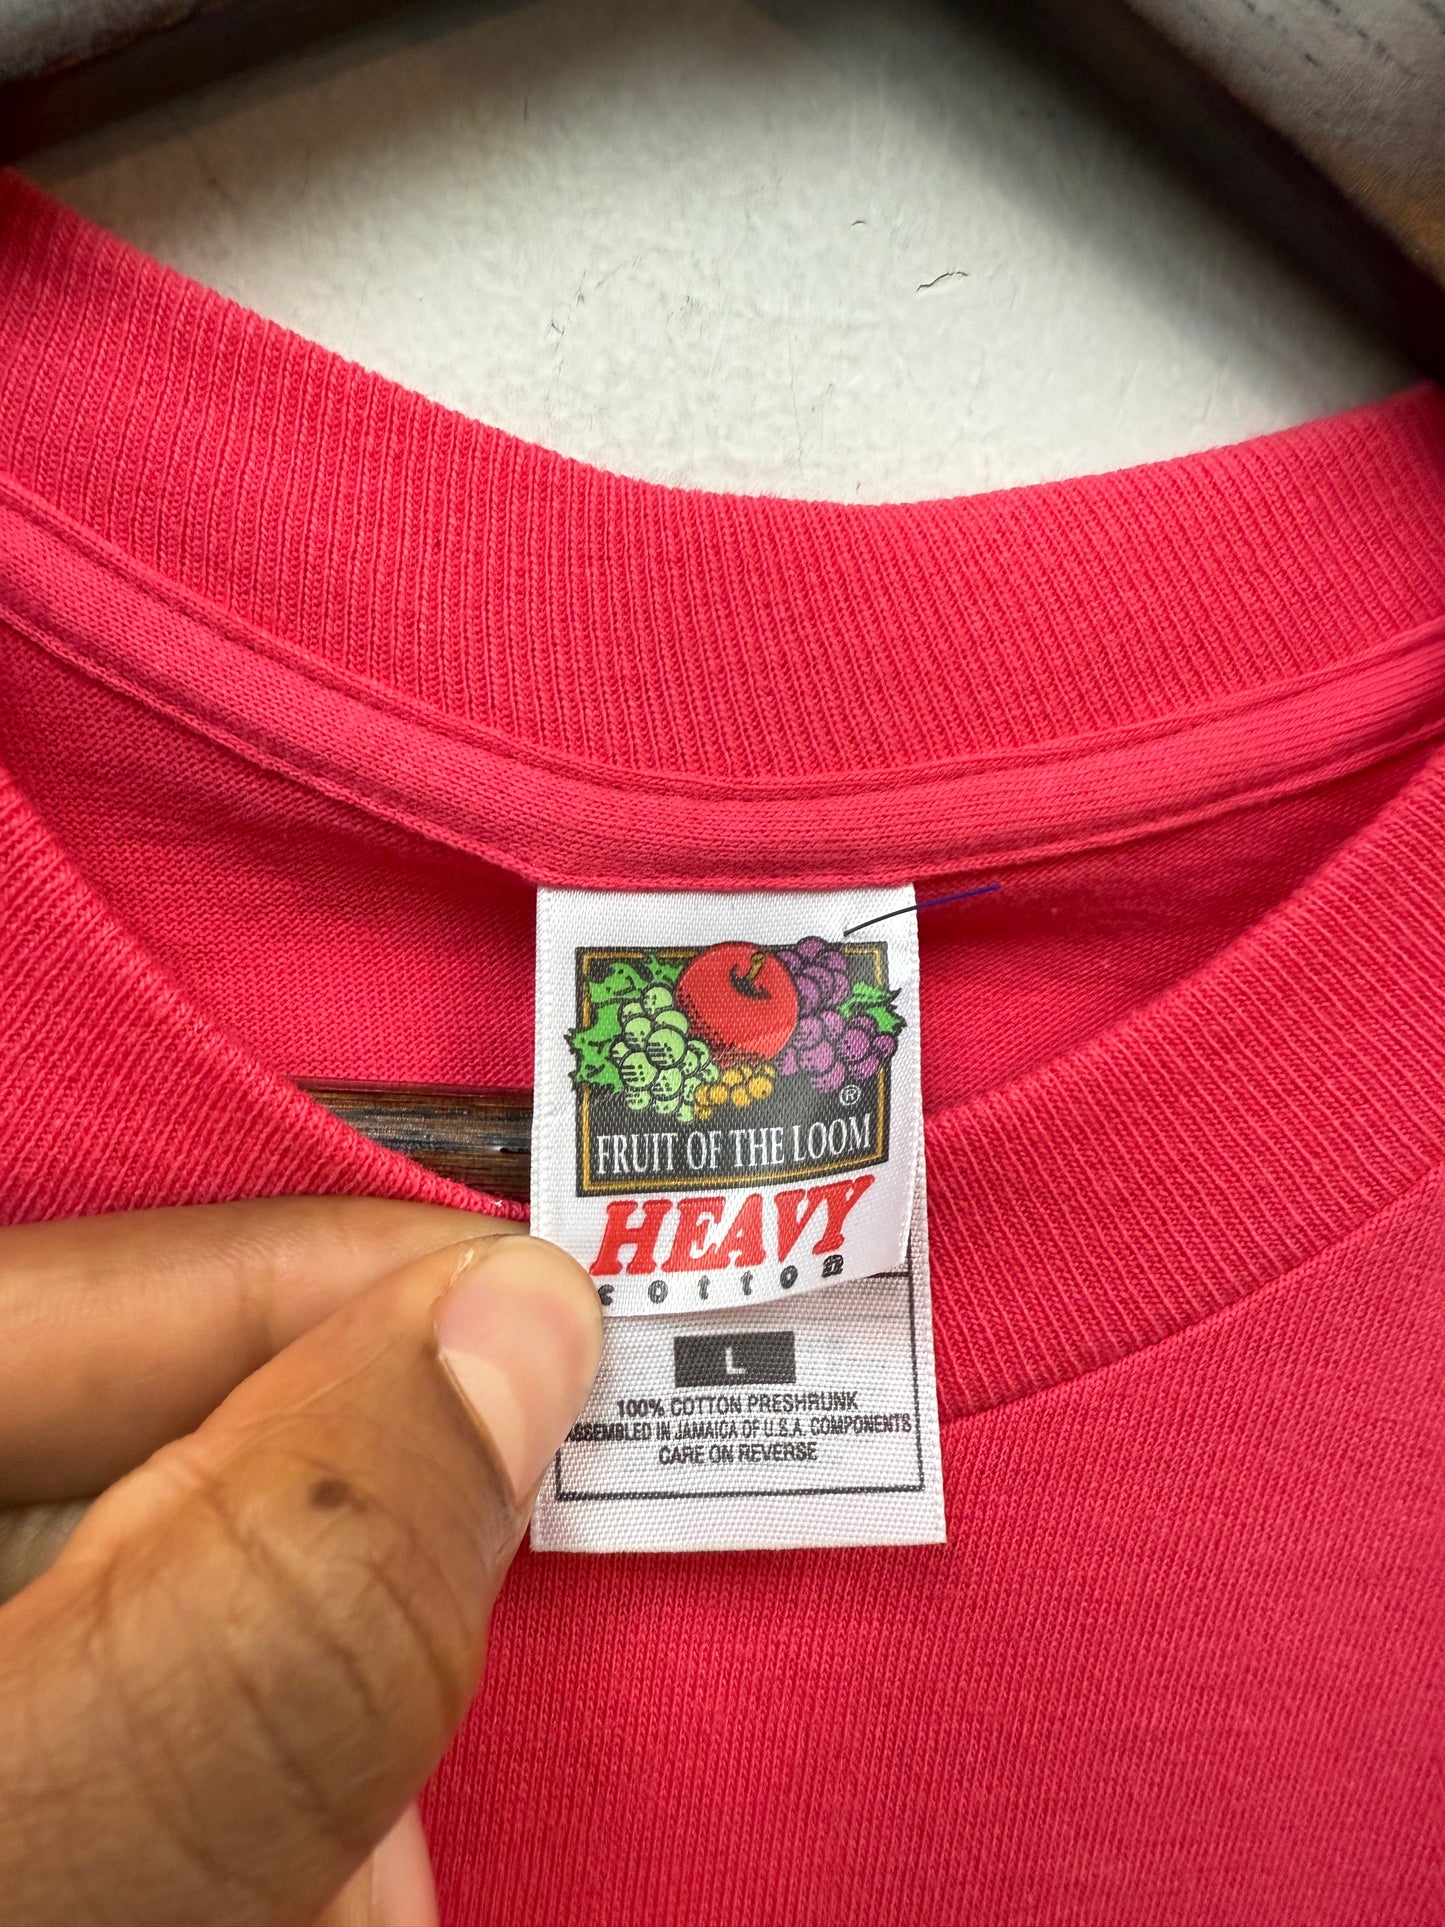 ®
FRUIT OF THE LOOM
HEAVY
cotton
L
100% COTTON PRESHRUNK
ASSEMBLED IN JAMAICA OF U.S.A. COMPONENTS
CARE ON REVERSE